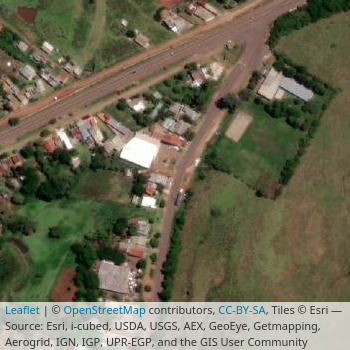 Leaflet | © OpenStreetMap contributors, CC-BY-SA, Tiles © Esri —
Source: Esri, i-cubed, USDA, USGS, AEX, GeoEye, Getmapping,
Aerogrid, IGN, IGP, UPR-EGP, and the GIS User Community